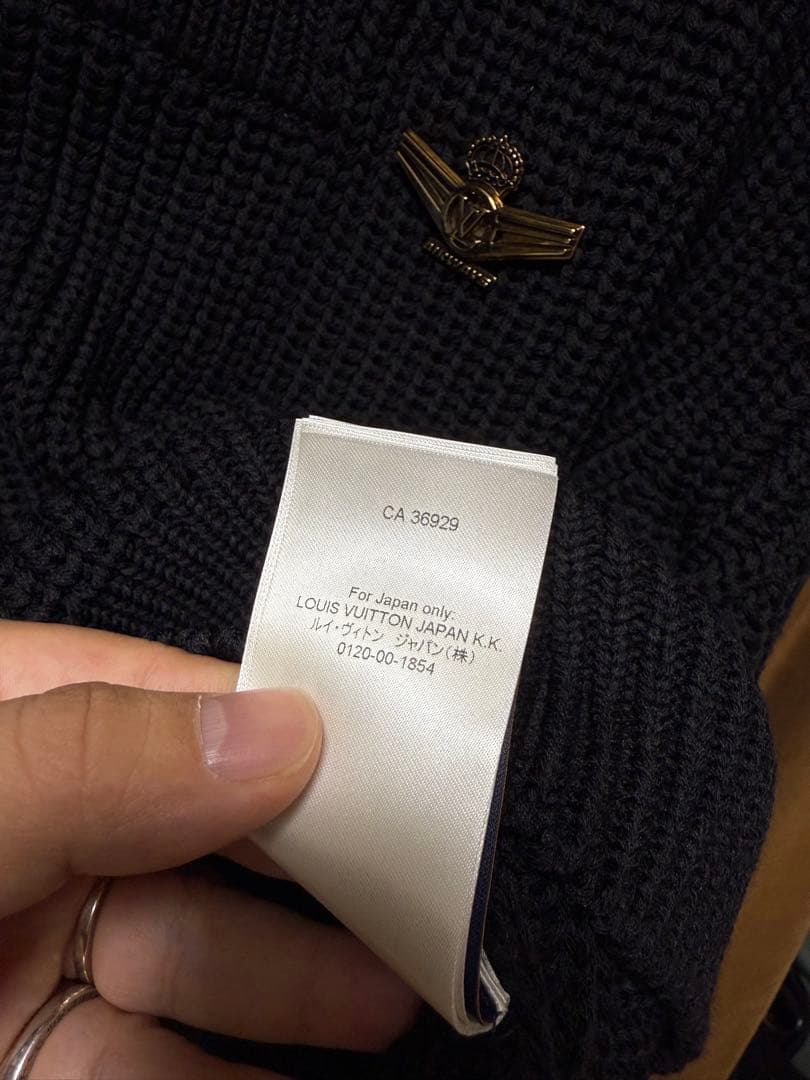 LV
CA 36929
For Japan only:
LOUIS VUITTON JAPAN K.K.
ルイ・ヴィトン ジャパン(株)
0120-00-1854